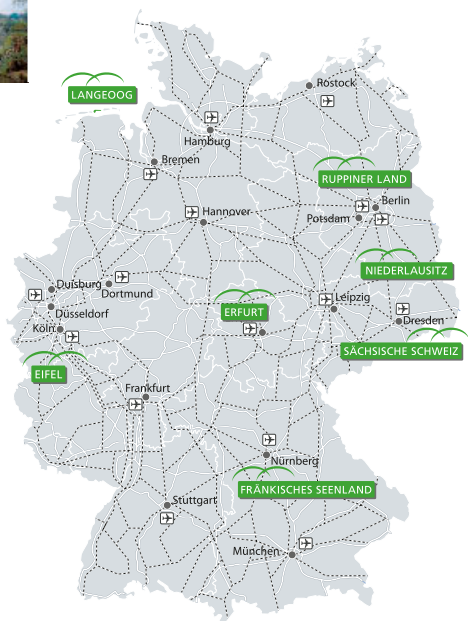 Rostock
LANGEOOG
Hamburg
Bremen
RUPPINER LAND
Berlin
Hannover
Potsdam
NIEDERLAUSITZ
Duisburg
Dortmund
Leipzig
Düsseldorf
ERFURT
Dresden
Köln
SÄCHSISCHE SCHWEIZ
EIFEL
Frankfurt
Nürnberg
FRÄNKISCHES SEENLAND
Stuttgart
München